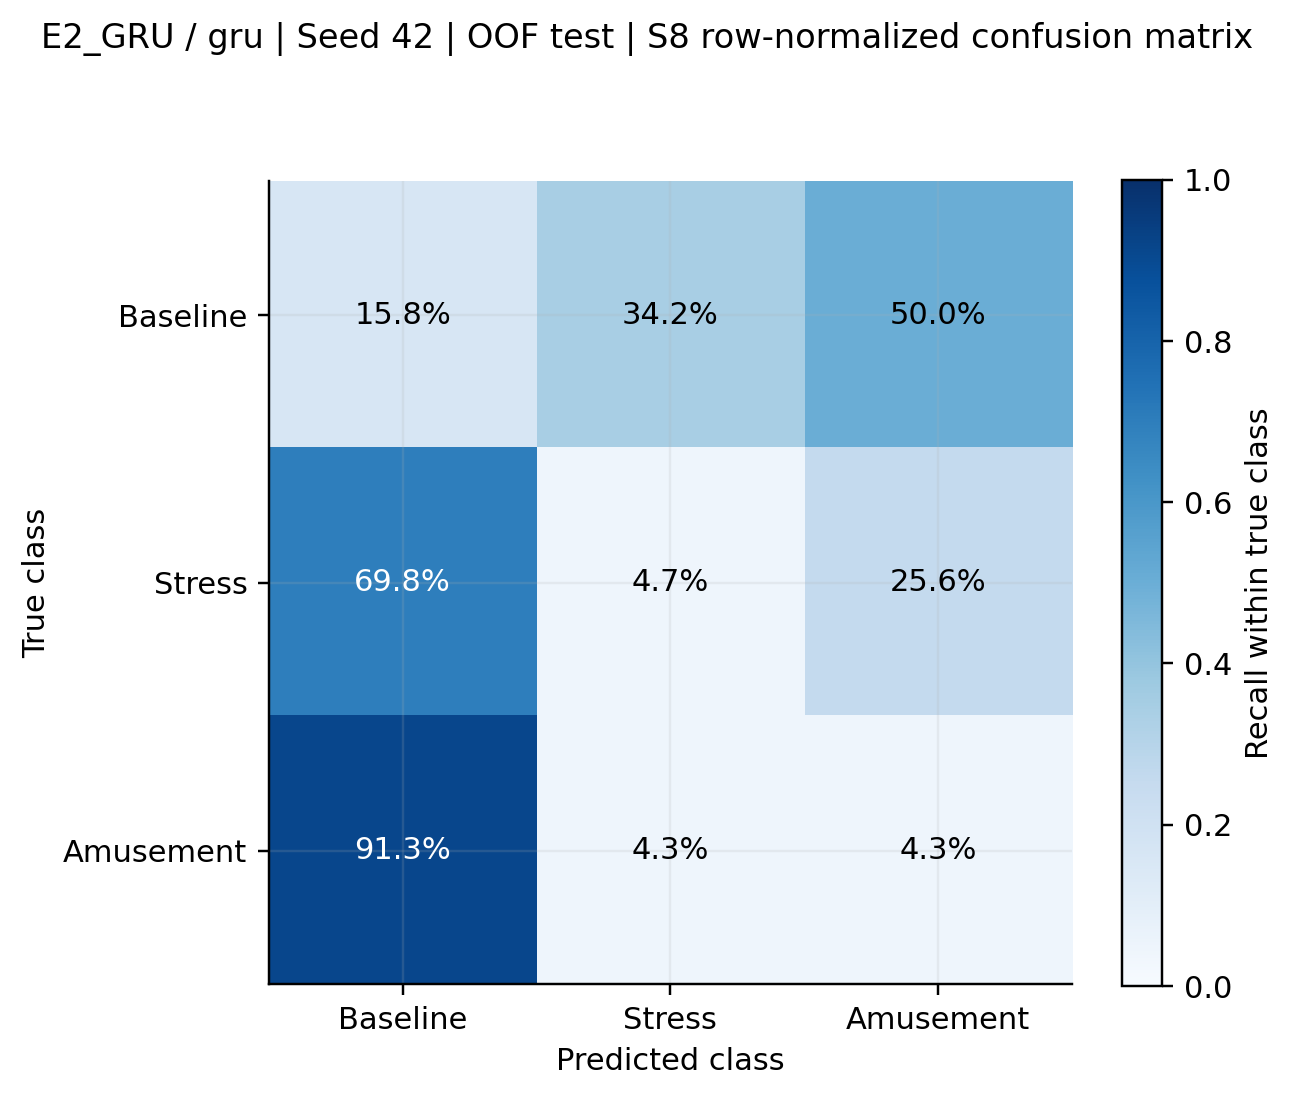 E2_GRU / gru | Seed 42 | OOF test | S8 row-normalized confusion matrix
True class
Baseline
15.8% 34.2% 50.0%
Stress
69.8% 4.7% 25.6%
Amusement
91.3% 4.3% 4.3%
Baseline Stress Amusement
Predicted class
1.0
0.8
0.6
0.4
0.2
0.0
Recall within true class